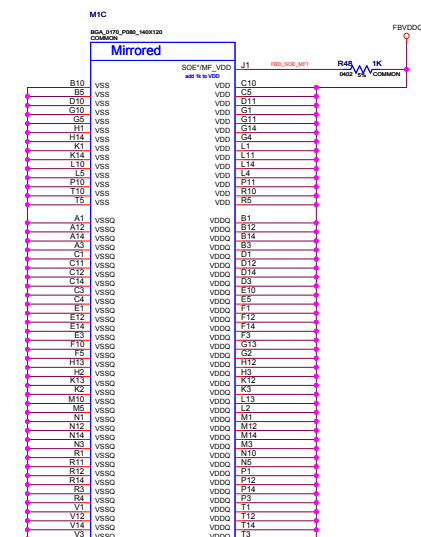 M1C
BGA_0170_P080_140X120
COMMON
FBVDDQ
Mirrored
SOE*/MF_VDD J1 FBD_SOE_MF1 R48 1K
add 1k to VDD 0402 5% COMMON
B10 VSS VDD C10
B5 VSS VDD C5
D10 VSS VDD D11
G10 VSS VDD G1
G5 VSS VDD G11
H1 VSS VDD G14
H14 VSS VDD G4
K1 VSS VDD L1
K14 VSS VDD L11
L10 VSS VDD L14
L5 VSS VDD L4
P10 VSS VDD P11
T10 VSS VDD R10
T5 VSS VDD R5
A1 VSSQ VDDQ B1
A12 VSSQ VDDQ B12
A14 VSSQ VDDQ B14
A3 VSSQ VDDQ B3
C1 VSSQ VDDQ D1
C11 VSSQ VDDQ D12
C12 VSSQ VDDQ D14
C14 VSSQ VDDQ D3
C3 VSSQ VDDQ E10
C4 VSSQ VDDQ E5
E1 VSSQ VDDQ F1
E12 VSSQ VDDQ F12
E14 VSSQ VDDQ F14
E3 VSSQ VDDQ F3
F10 VSSQ VDDQ G13
F5 VSSQ VDDQ G2
H13 VSSQ VDDQ H12
H2 VSSQ VDDQ H3
K13 VSSQ VDDQ K12
K2 VSSQ VDDQ K3
M10 VSSQ VDDQ L13
M5 VSSQ VDDQ L2
N1 VSSQ VDDQ M1
N12 VSSQ VDDQ M12
N14 VSSQ VDDQ M14
N3 VSSQ VDDQ M3
R1 VSSQ VDDQ N10
R11 VSSQ VDDQ N5
R12 VSSQ VDDQ P1
R14 VSSQ VDDQ P12
R3 VSSQ VDDQ P14
R4 VSSQ VDDQ P3
V1 VSSQ VDDQ T1
V12 VSSQ VDDQ T12
V14 VSSQ VDDQ T14
V3 VSSQ VDDQ T3